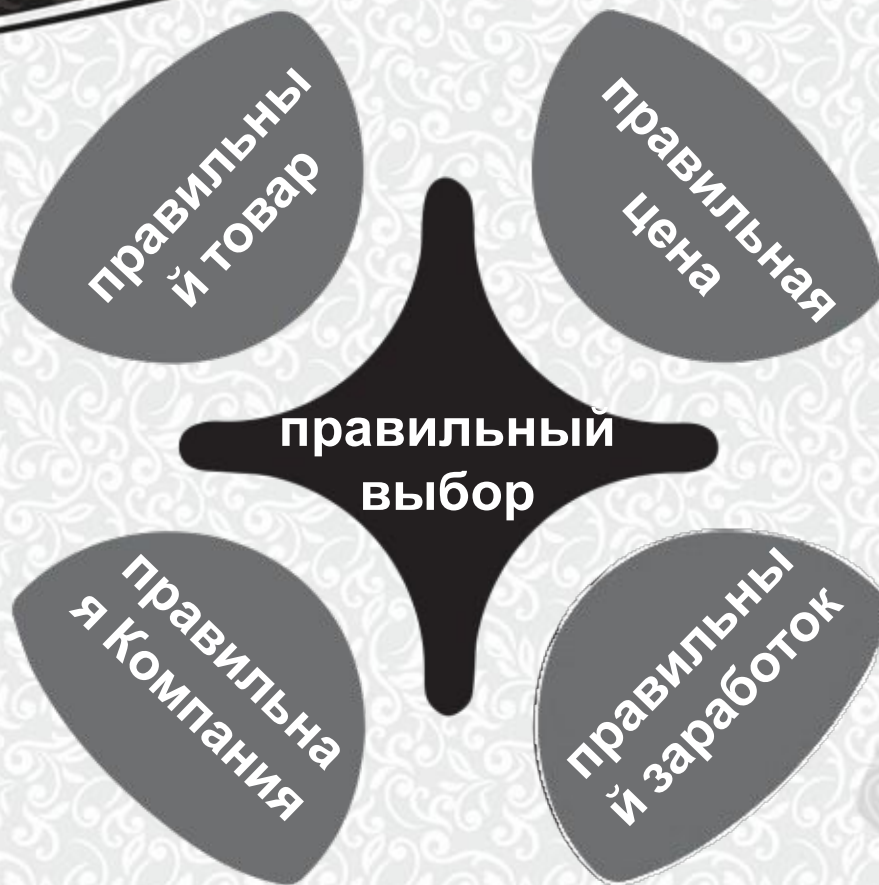 правильны
й товар
правильная
цена
правильный
выбор
правильна
я Компания
правильны
й заработок